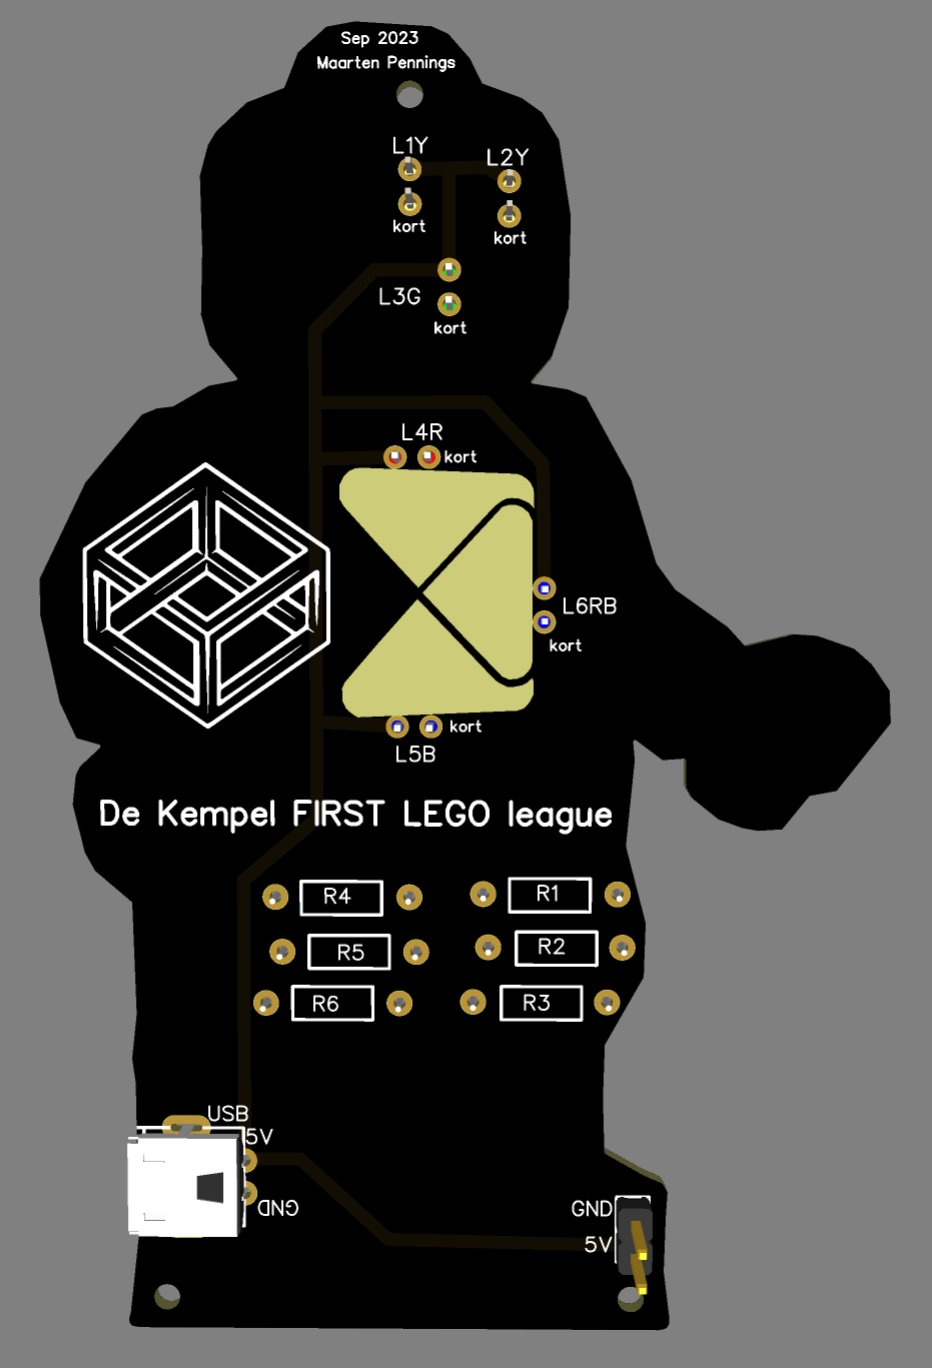 Sep 2023
Maarten Pennings
L1Y
L2Y
kort
kort
L3G
kort
L4R
kort
L6RB
kort
kort
L5B
De Kempel FIRST LEGO league
R4
R1
R5
R2
R6
R3
USB
5V
GND
GND
5V